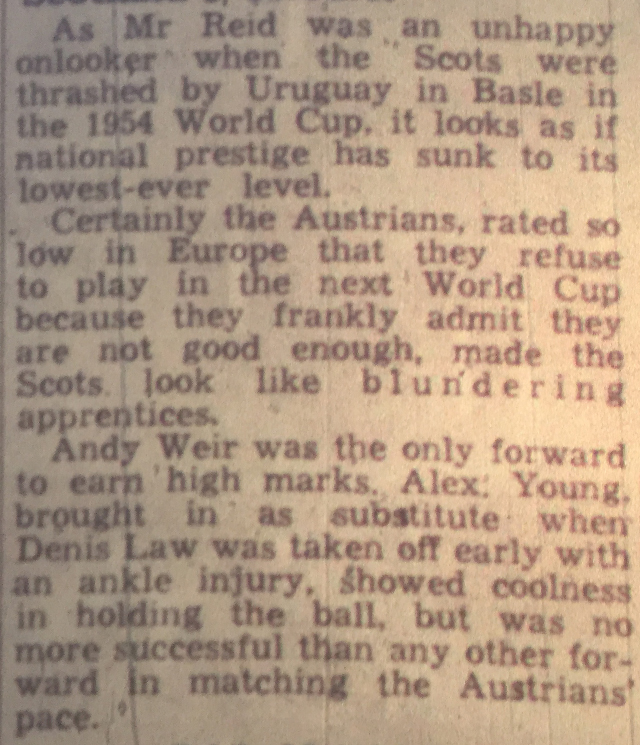 As Mr Reid was an unhappy
onlooker when the Scots were
thrashed by Uruguay in Basle in
the 1954 World Cup, it looks as if
national prestige has sunk to its
lowest-ever level.
Certainly the Austrians, rated so
low in Europe that they refuse
to play in the next World Cup
because they frankly admit they
are not good enough, made the
Scots look like blundering
apprentices.
Andy Weir was the only forward
to earn high marks. Alex. Young,
brought in as substitute when
Denis Law was taken off early with
an ankle injury, showed coolness
in holding the ball, but was no
more successful than any other for-
ward in matching the Austrians'
pace.